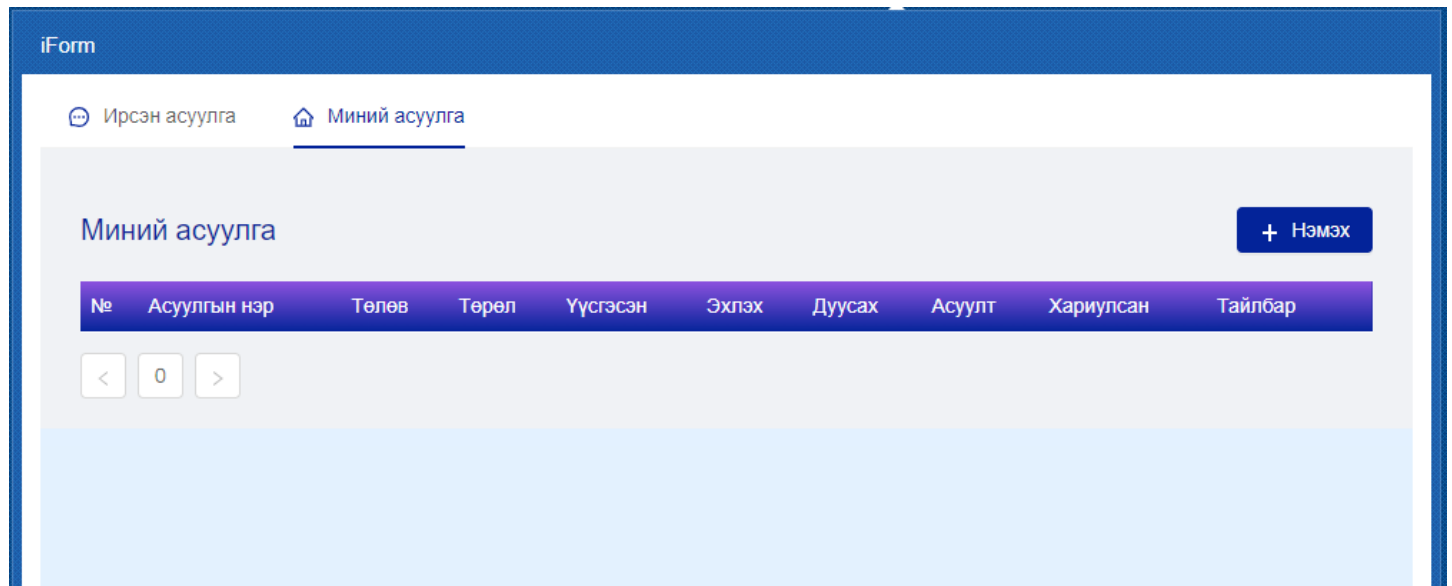 iForm
Ирсэн асуулга Миний асуулга
Миний асуулга + Нэмэх
№ Асуулгын нэр Төлөв Төрөл Үүсгэсэн Эхлэх Дуусах Асуулт Хариулсан Тайлбар
< 0 >